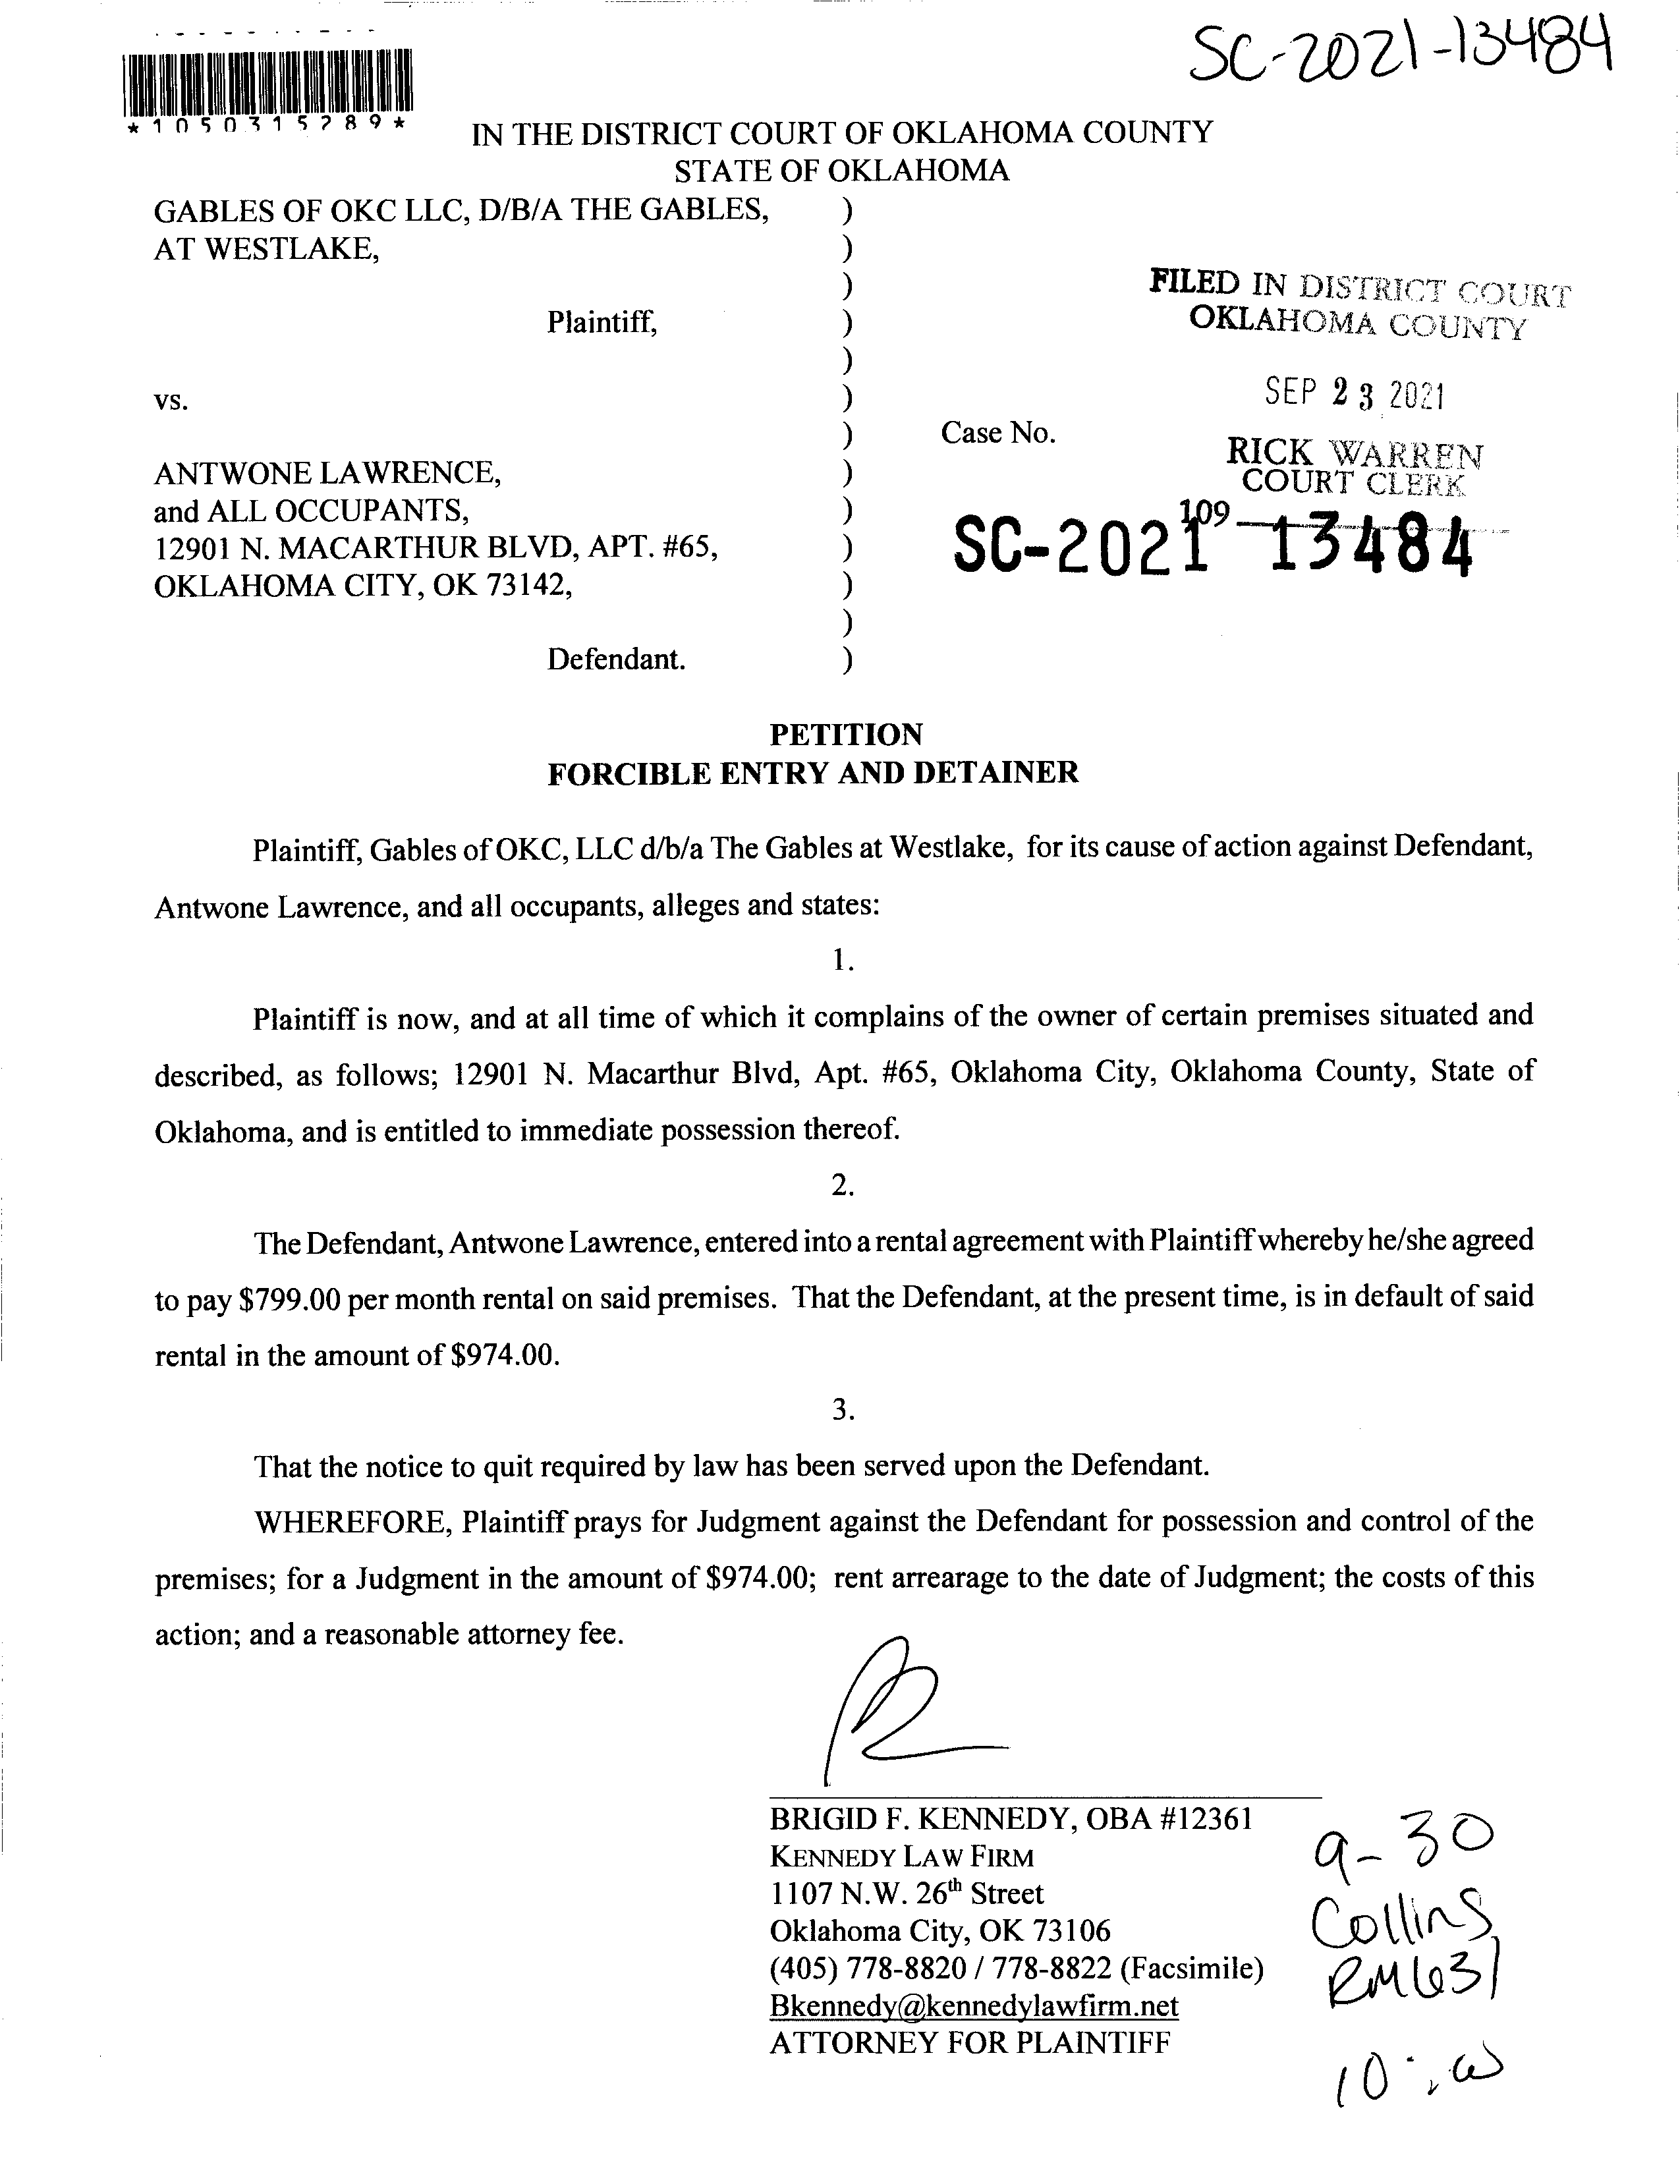 SC-2021-13484
*1050315789*
IN THE DISTRICT COURT OF OKLAHOMA COUNTY
STATE OF OKLAHOMA
GABLES OF OKC LLC, D/B/A THE GABLES, )
AT WESTLAKE, )
)
Plaintiff, )
)
vs. )
)
ANTWONE LAWRENCE, )
and ALL OCCUPANTS, )
12901 N. MACARTHUR BLVD, APT. #65, )
OKLAHOMA CITY, OK 73142, )
)
Defendant. )
FILED IN DISTRICT COURT
OKLAHOMA COUNTY
SEP 23 2021
Case No.
RICK WARREN
COURT CLERK
109
SC-2021 13484
PETITION
FORCIBLE ENTRY AND DETAINER
Plaintiff, Gables of OKC, LLC d/b/a The Gables at Westlake, for its cause of action against Defendant,
Antwone Lawrence, and all occupants, alleges and states:
1.
Plaintiff is now, and at all time of which it complains of the owner of certain premises situated and
described, as follows; 12901 N. Macarthur Blvd, Apt. #65, Oklahoma City, Oklahoma County, State of
Oklahoma, and is entitled to immediate possession thereof.
2.
The Defendant, Antwone Lawrence, entered into a rental agreement with Plaintiff whereby he/she agreed
to pay $799.00 per month rental on said premises. That the Defendant, at the present time, is in default of said
rental in the amount of $974.00.
3.
That the notice to quit required by law has been served upon the Defendant.
WHEREFORE, Plaintiff prays for Judgment against the Defendant for possession and control of the
premises; for a Judgment in the amount of $974.00; rent arrearage to the date of Judgment; the costs of this
action; and a reasonable attorney fee.
BRIGID F. KENNEDY, OBA #12361
KENNEDY LAW FIRM
1107 N.W. 26th Street
Oklahoma City, OK 73106
(405) 778-8820 / 778-8822 (Facsimile)
Bkennedy@kennedylawfirm.net
ATTORNEY FOR PLAINTIFF
9-30
Collins
RM 631